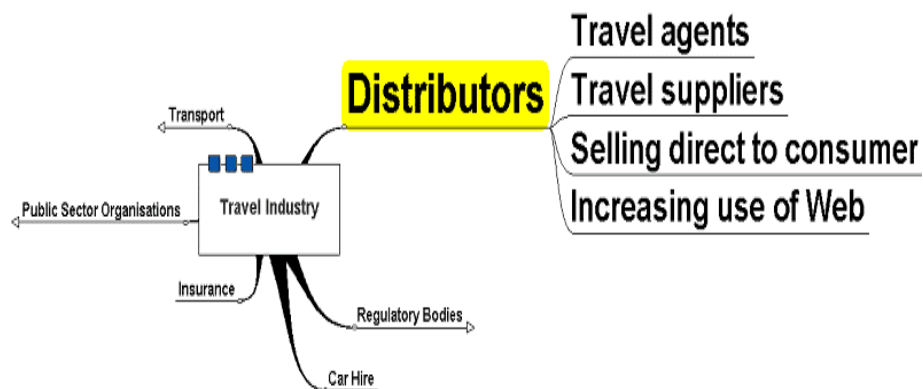 Distributors
Travel agents
Travel suppliers
Selling direct to consumer
Increasing use of Web
Transport
Travel Industry
Public Sector Organisations
Insurance
Regulatory Bodies
Car Hire